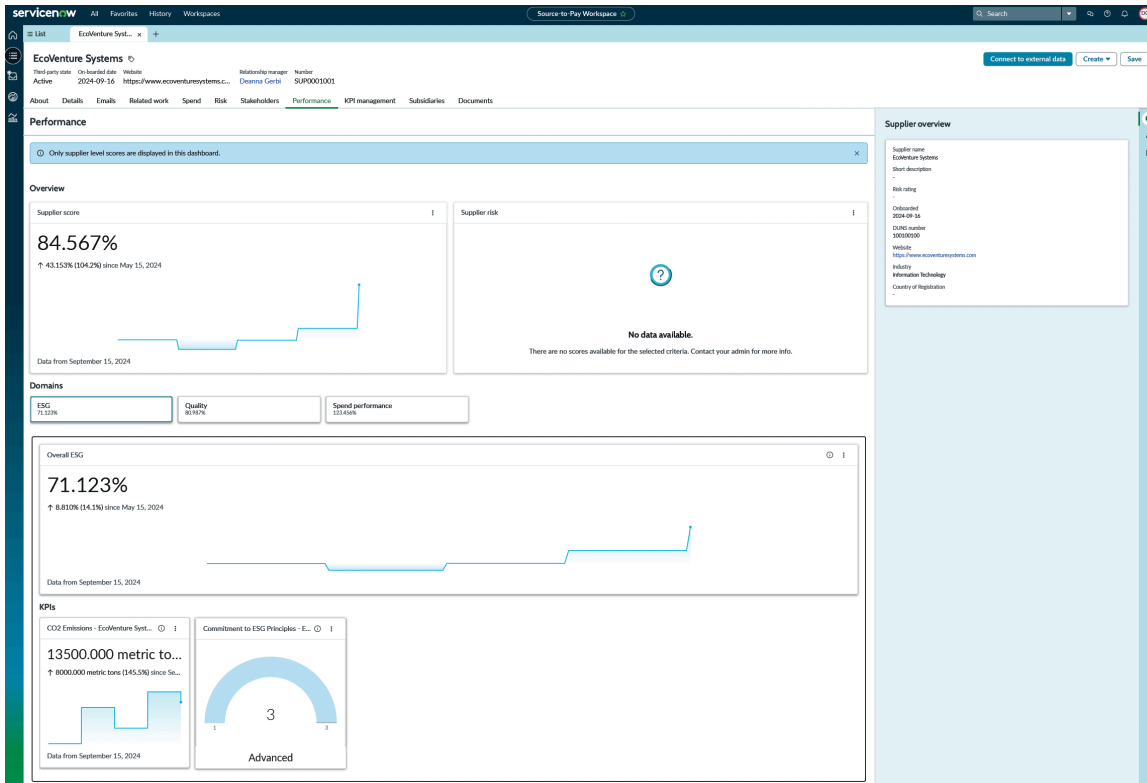 servicenow
All Favorites History Workspaces
Source-to-Pay Workspace
Search
List
EcoVenture Syst... x +
EcoVenture Systems
Connect to external data Create Save
Third-party state On-boarded date Website Relationship manager Number
Active 2024-09-16 https://www.ecoventuresystems.c... Deanna Gerbi SUP0001001
About Details Emails Related work Spend Risk Stakeholders Performance KPI management Subsidiaries Documents
Performance
Only supplier level scores are displayed in this dashboard.
Overview
Supplier score
84.567%
↑ 43.153% (104.2%) since May 15, 2024
Data from September 15, 2024
Supplier risk
?
No data available.
There are no scores available for the selected criteria. Contact your admin for more info.
Domains
ESG
71.123%
Quality
80.987%
Spend performance
123.456%
Overall ESG
71.123%
↑ 8.810% (14.1%) since May 15, 2024
Data from September 15, 2024
KPIs
CO2 Emissions - EcoVenture Syst...
13500.000 metric to...
↑ 8000.000 metric tons (145.5%) since Se...
Data from September 15, 2024
Commitment to ESG Principles - E...
3
1 3
Advanced
Supplier overview
Supplier name
EcoVenture Systems
Short description
-
Risk rating
-
Onboarded
2024-09-16
DUNS number
100100100
Website
https://www.ecoventuresystems.com
Industry
Information Technology
Country of Registration
-